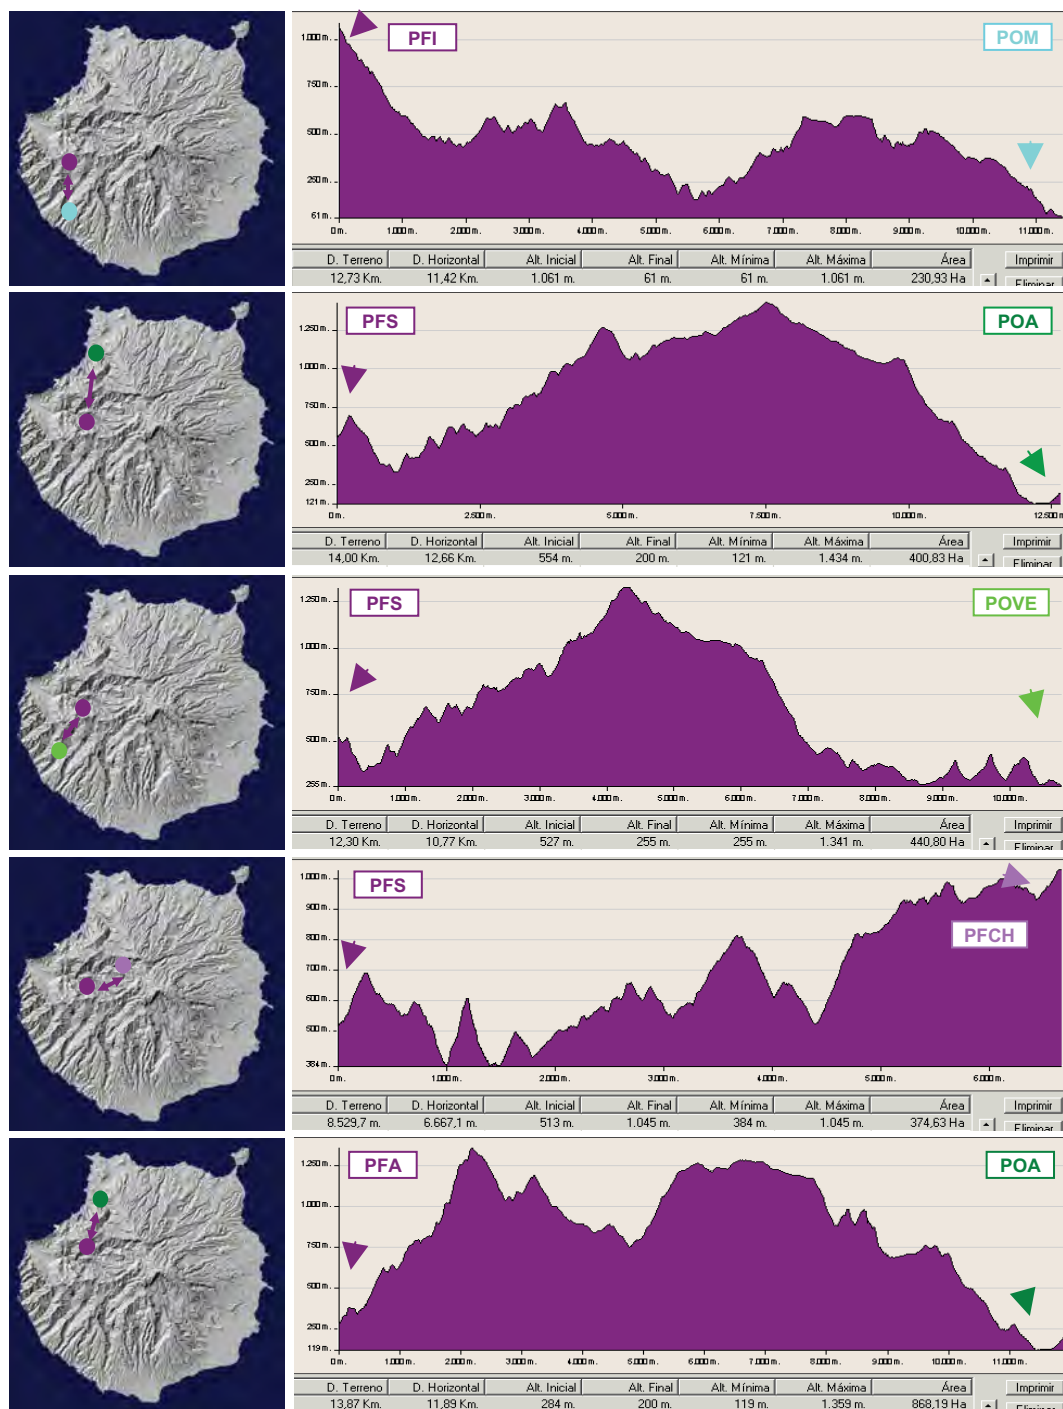 PFI POM
1.000 m.
750 m.
500 m.
250 m.
61 m.
0 m. 1.000 m. 2.000 m. 3.000 m. 4.000 m. 5.000 m. 6.000 m. 7.000 m. 8.000 m. 9.000 m. 10.000 m. 11.000 m.
D. Terreno D. Horizontal Alt. Inicial Alt. Final Alt. Mínima Alt. Máxima Área Imprimir
12,73 Km. 11,42 Km. 1.061 m. 61 m. 61 m. 1.061 m. 230,93 Ha Eliminar
PFS POA
1.250 m.
1.000 m.
750 m.
500 m.
250 m.
121 m.
0 m. 2.500 m. 5.000 m. 7.500 m. 10.000 m. 12.500 m
D. Terreno D. Horizontal Alt. Inicial Alt. Final Alt. Mínima Alt. Máxima Área Imprimir
14,00 Km. 12,66 Km. 554 m. 200 m. 121 m. 1.434 m. 400,83 Ha Eliminar
PFS POVE
1.250 m.
1.000 m.
750 m.
500 m.
255 m.
0 m. 1.000 m. 2.000 m. 3.000 m. 4.000 m. 5.000 m. 6.000 m. 7.000 m. 8.000 m. 9.000 m. 10.000 m.
D. Terreno D. Horizontal Alt. Inicial Alt. Final Alt. Mínima Alt. Máxima Área Imprimir
12,30 Km. 10,77 Km. 527 m. 255 m. 255 m. 1.341 m. 440,80 Ha Eliminar
PFS
1.000 m.
900 m.
PFCH
800 m.
700 m.
600 m.
500 m.
384 m.
0 m. 1.000 m. 2.000 m. 3.000 m. 4.000 m. 5.000 m. 6.000 m.
D. Terreno D. Horizontal Alt. Inicial Alt. Final Alt. Mínima Alt. Máxima Área Imprimir
8.529,7 m. 6.667,1 m. 513 m. 1.045 m. 384 m. 1.045 m. 374,63 Ha Eliminar
PFA POA
1.250 m.
1.000 m.
750 m.
500 m.
250 m.
119 m.
0 m. 1.000 m. 2.000 m. 3.000 m. 4.000 m. 5.000 m. 6.000 m. 7.000 m. 8.000 m. 9.000 m. 10.000 m. 11.000 m.
D. Terreno D. Horizontal Alt. Inicial Alt. Final Alt. Mínima Alt. Máxima Área Imprimir
13,87 Km. 11,89 Km. 284 m. 200 m. 119 m. 1.359 m. 868,19 Ha Eliminar